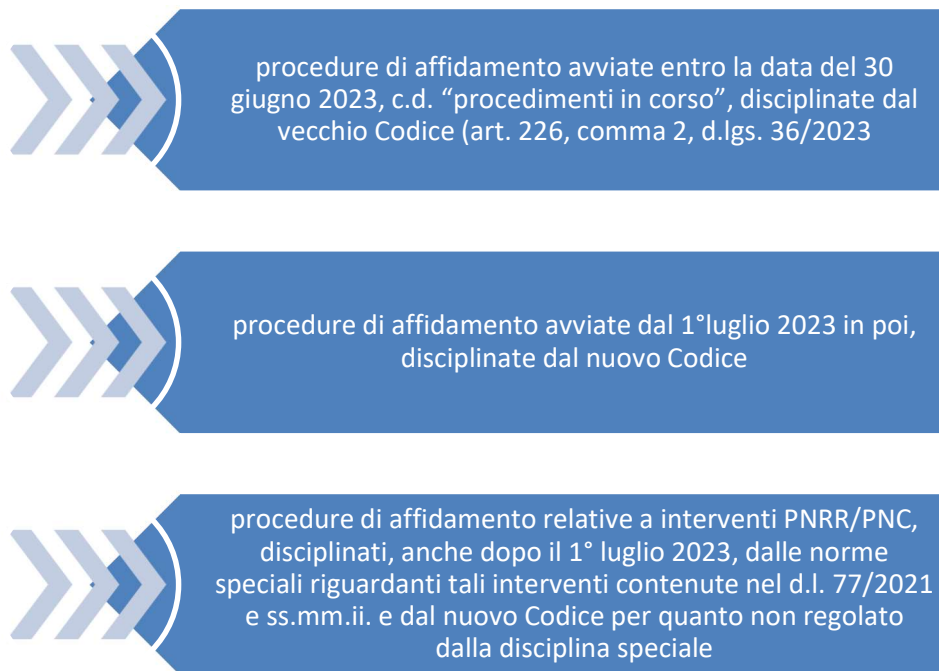 procedure di affidamento avviate entro la data del 30
giugno 2023, c.d. “procedimenti in corso”, disciplinate dal
vecchio Codice (art. 226, comma 2, d.lgs. 36/2023
procedure di affidamento avviate dal 1°luglio 2023 in poi,
disciplinate dal nuovo Codice
procedure di affidamento relative a interventi PNRR/PNC,
disciplinati, anche dopo il 1° luglio 2023, dalle norme
speciali riguardanti tali interventi contenute nel d.l. 77/2021
e ss.mm.ii. e dal nuovo Codice per quanto non regolato
dalla disciplina speciale